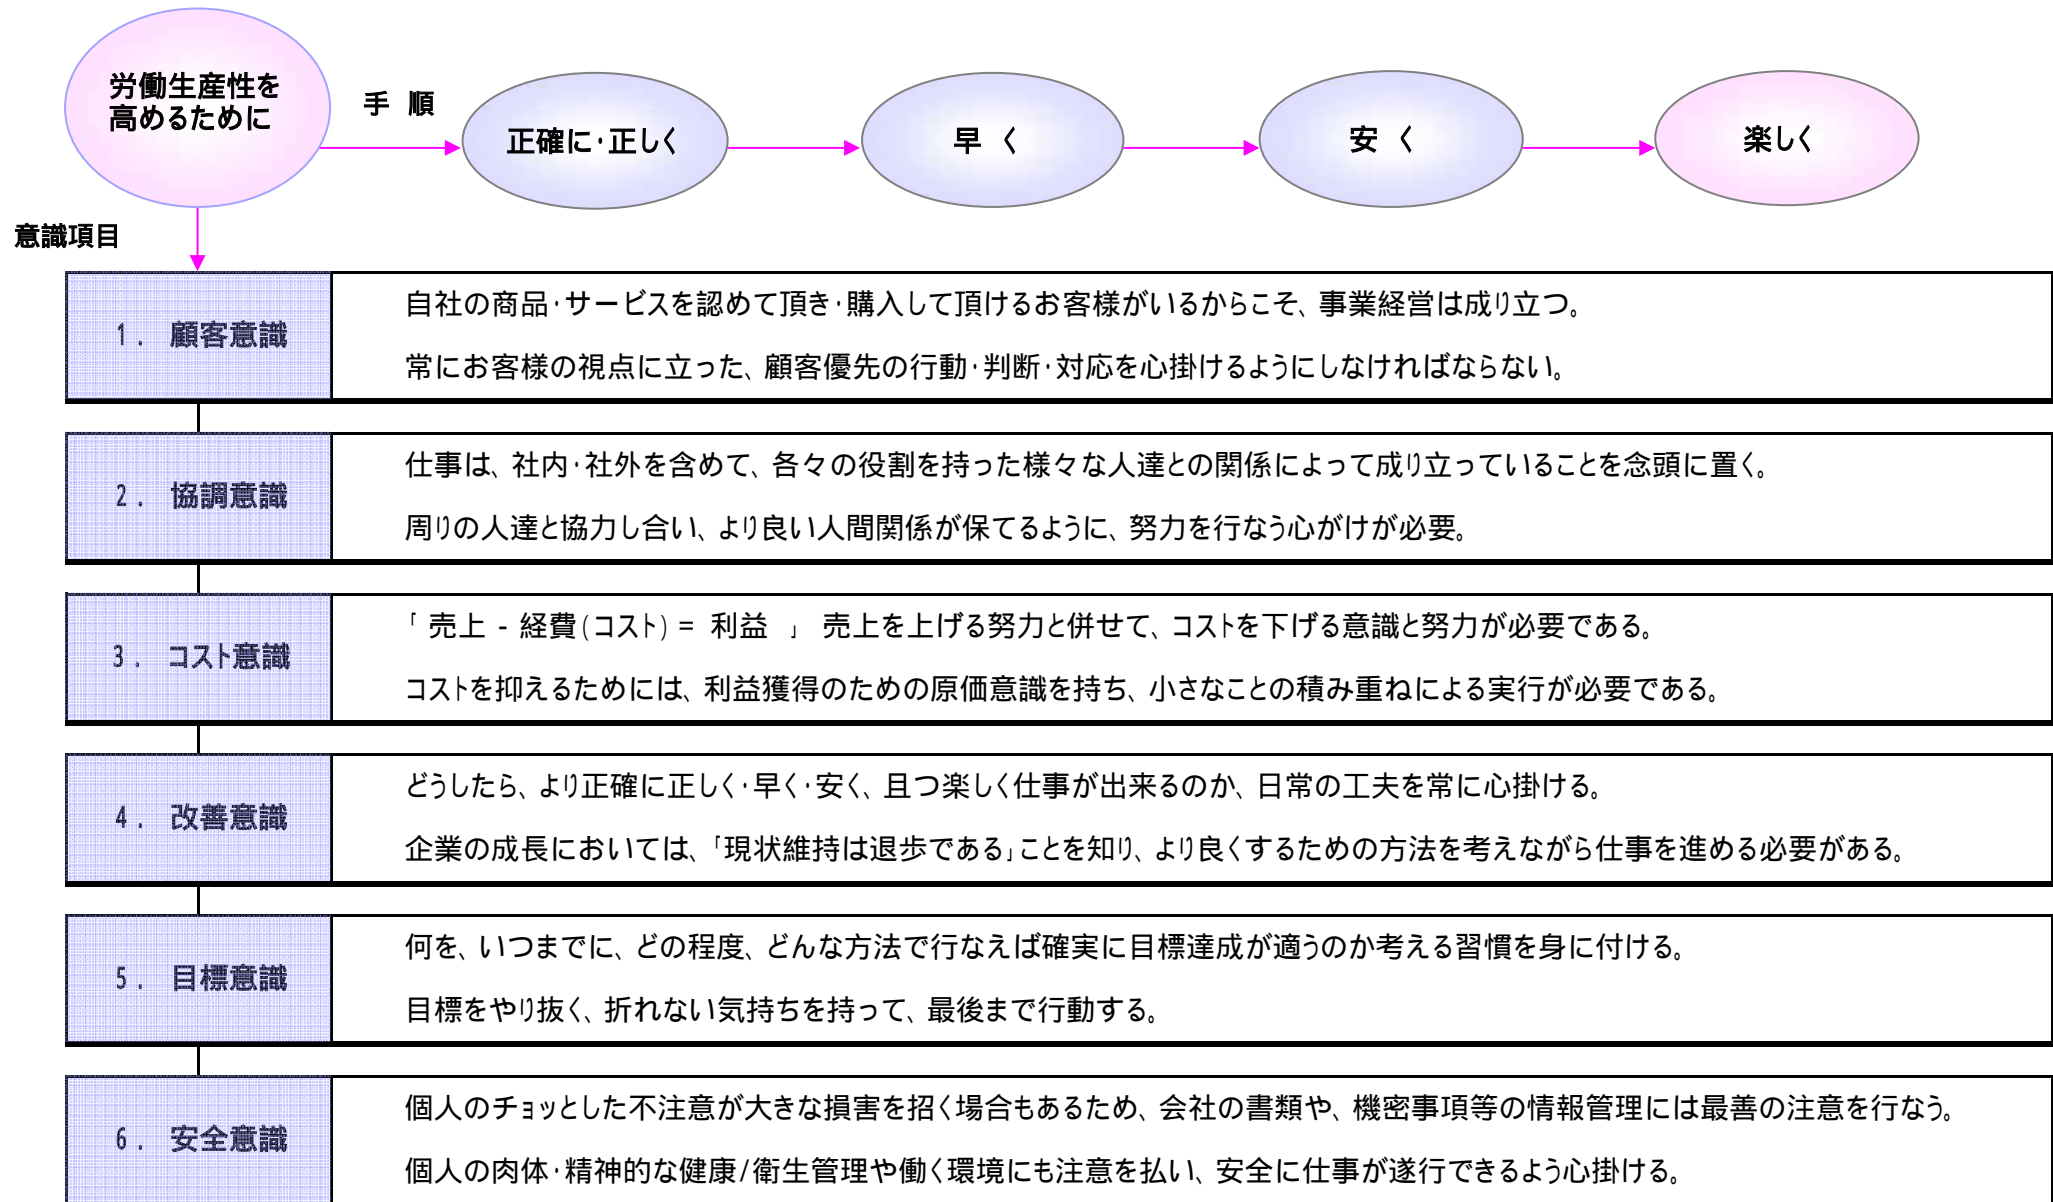 労働生産性を
高めるために
手 順
正確に・正しく
早 く
安 く
楽しく
意識項目
1. 顧客意識
自社の商品・サービスを認めて頂き・購入して頂けるお客様がいるからこそ、事業経営は成り立つ。
常にお客様の視点に立った、顧客優先の行動・判断・対応を心掛けるようにしなければならない。
2. 協調意識
仕事は、社内・社外を含めて、各々の役割を持った様々な人達との関係によって成り立っていることを念頭に置く。
周りの人達と協力し合い、より良い人間関係が保てるように、努力を行なう心がけが必要。
3. コスト意識
「 売上 - 経費(コスト) = 利益 」 売上を上げる努力と併せて、コストを下げる意識と努力が必要である。
コストを抑えるためには、利益獲得のための原価意識を持ち、小さなことの積み重ねによる実行が必要である。
4. 改善意識
どうしたら、より正確に正しく・早く・安く、且つ楽しく仕事が出来るのか、日常の工夫を常に心掛ける。
企業の成長においては、「現状維持は退歩である」ことを知り、より良くするための方法を考えながら仕事を進める必要がある。
5. 目標意識
何を、いつまでに、どの程度、どんな方法で行なえば確実に目標達成が適うのか考える習慣を身に付ける。
目標をやり抜く、折れない気持ちを持って、最後まで行動する。
6. 安全意識
個人のチョッとした不注意が大きな損害を招く場合もあるため、会社の書類や、機密事項等の情報管理には最善の注意を行なう。
個人の肉体・精神的な健康/衛生管理や働く環境にも注意を払い、安全に仕事が遂行できるよう心掛ける。